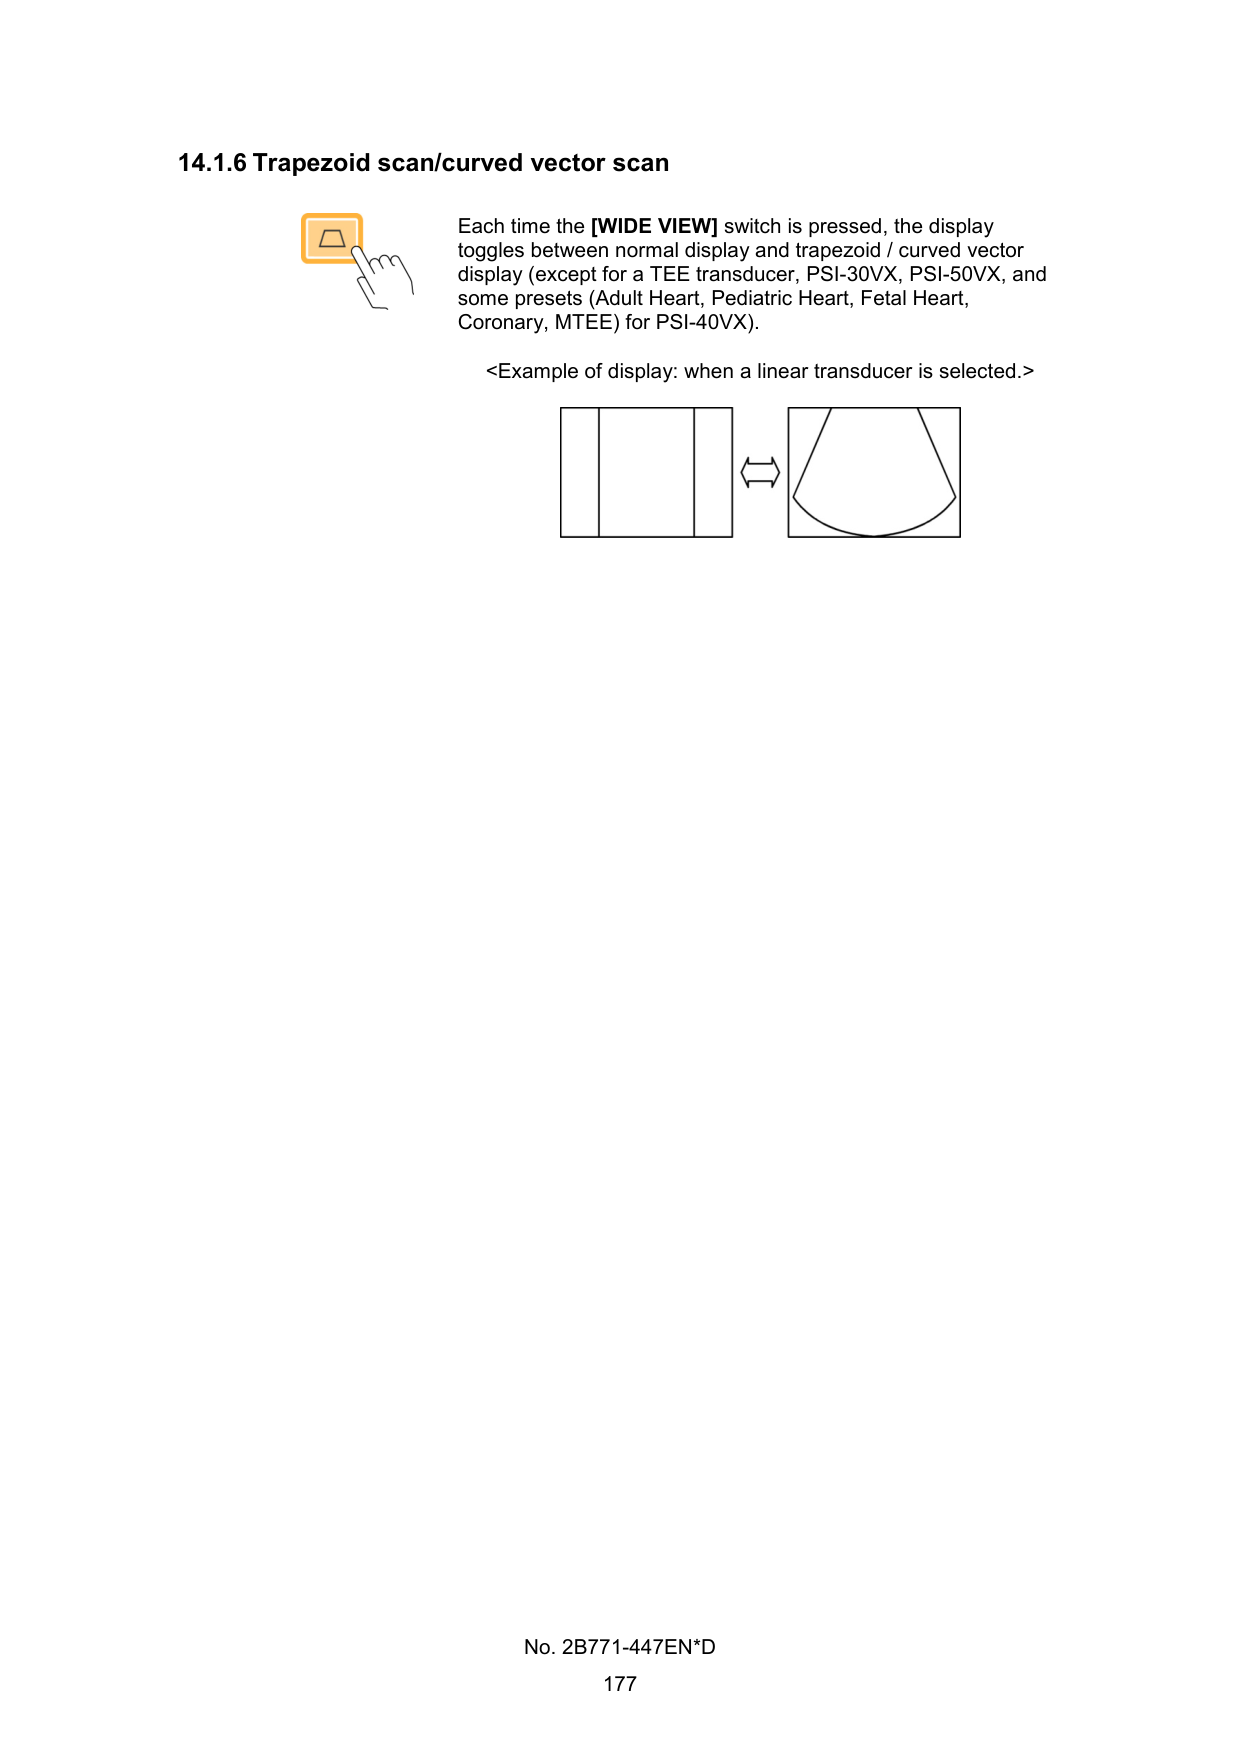 14.1.6 Trapezoid scan/curved vector scan
Each time the [WIDE VIEW] switch is pressed, the display
toggles between normal display and trapezoid / curved vector
display (except for a TEE transducer, PSI-30VX, PSI-50VX, and
some presets (Adult Heart, Pediatric Heart, Fetal Heart,
Coronary, MTEE) for PSI-40VX).
<Example of display: when a linear transducer is selected.>
No. 2B771-447EN*D
177